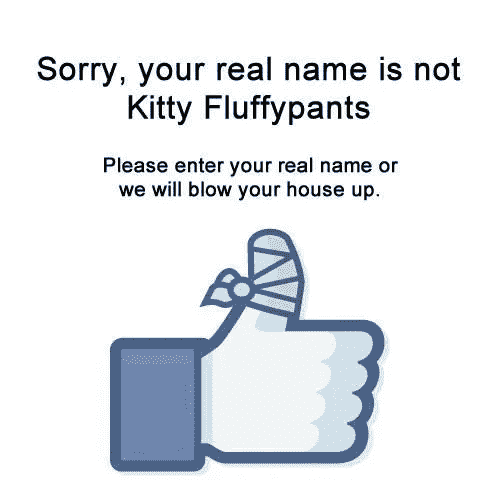 Sorry, your real name is not
Kitty Fluffypants
Please enter your real name or
we will blow your house up.